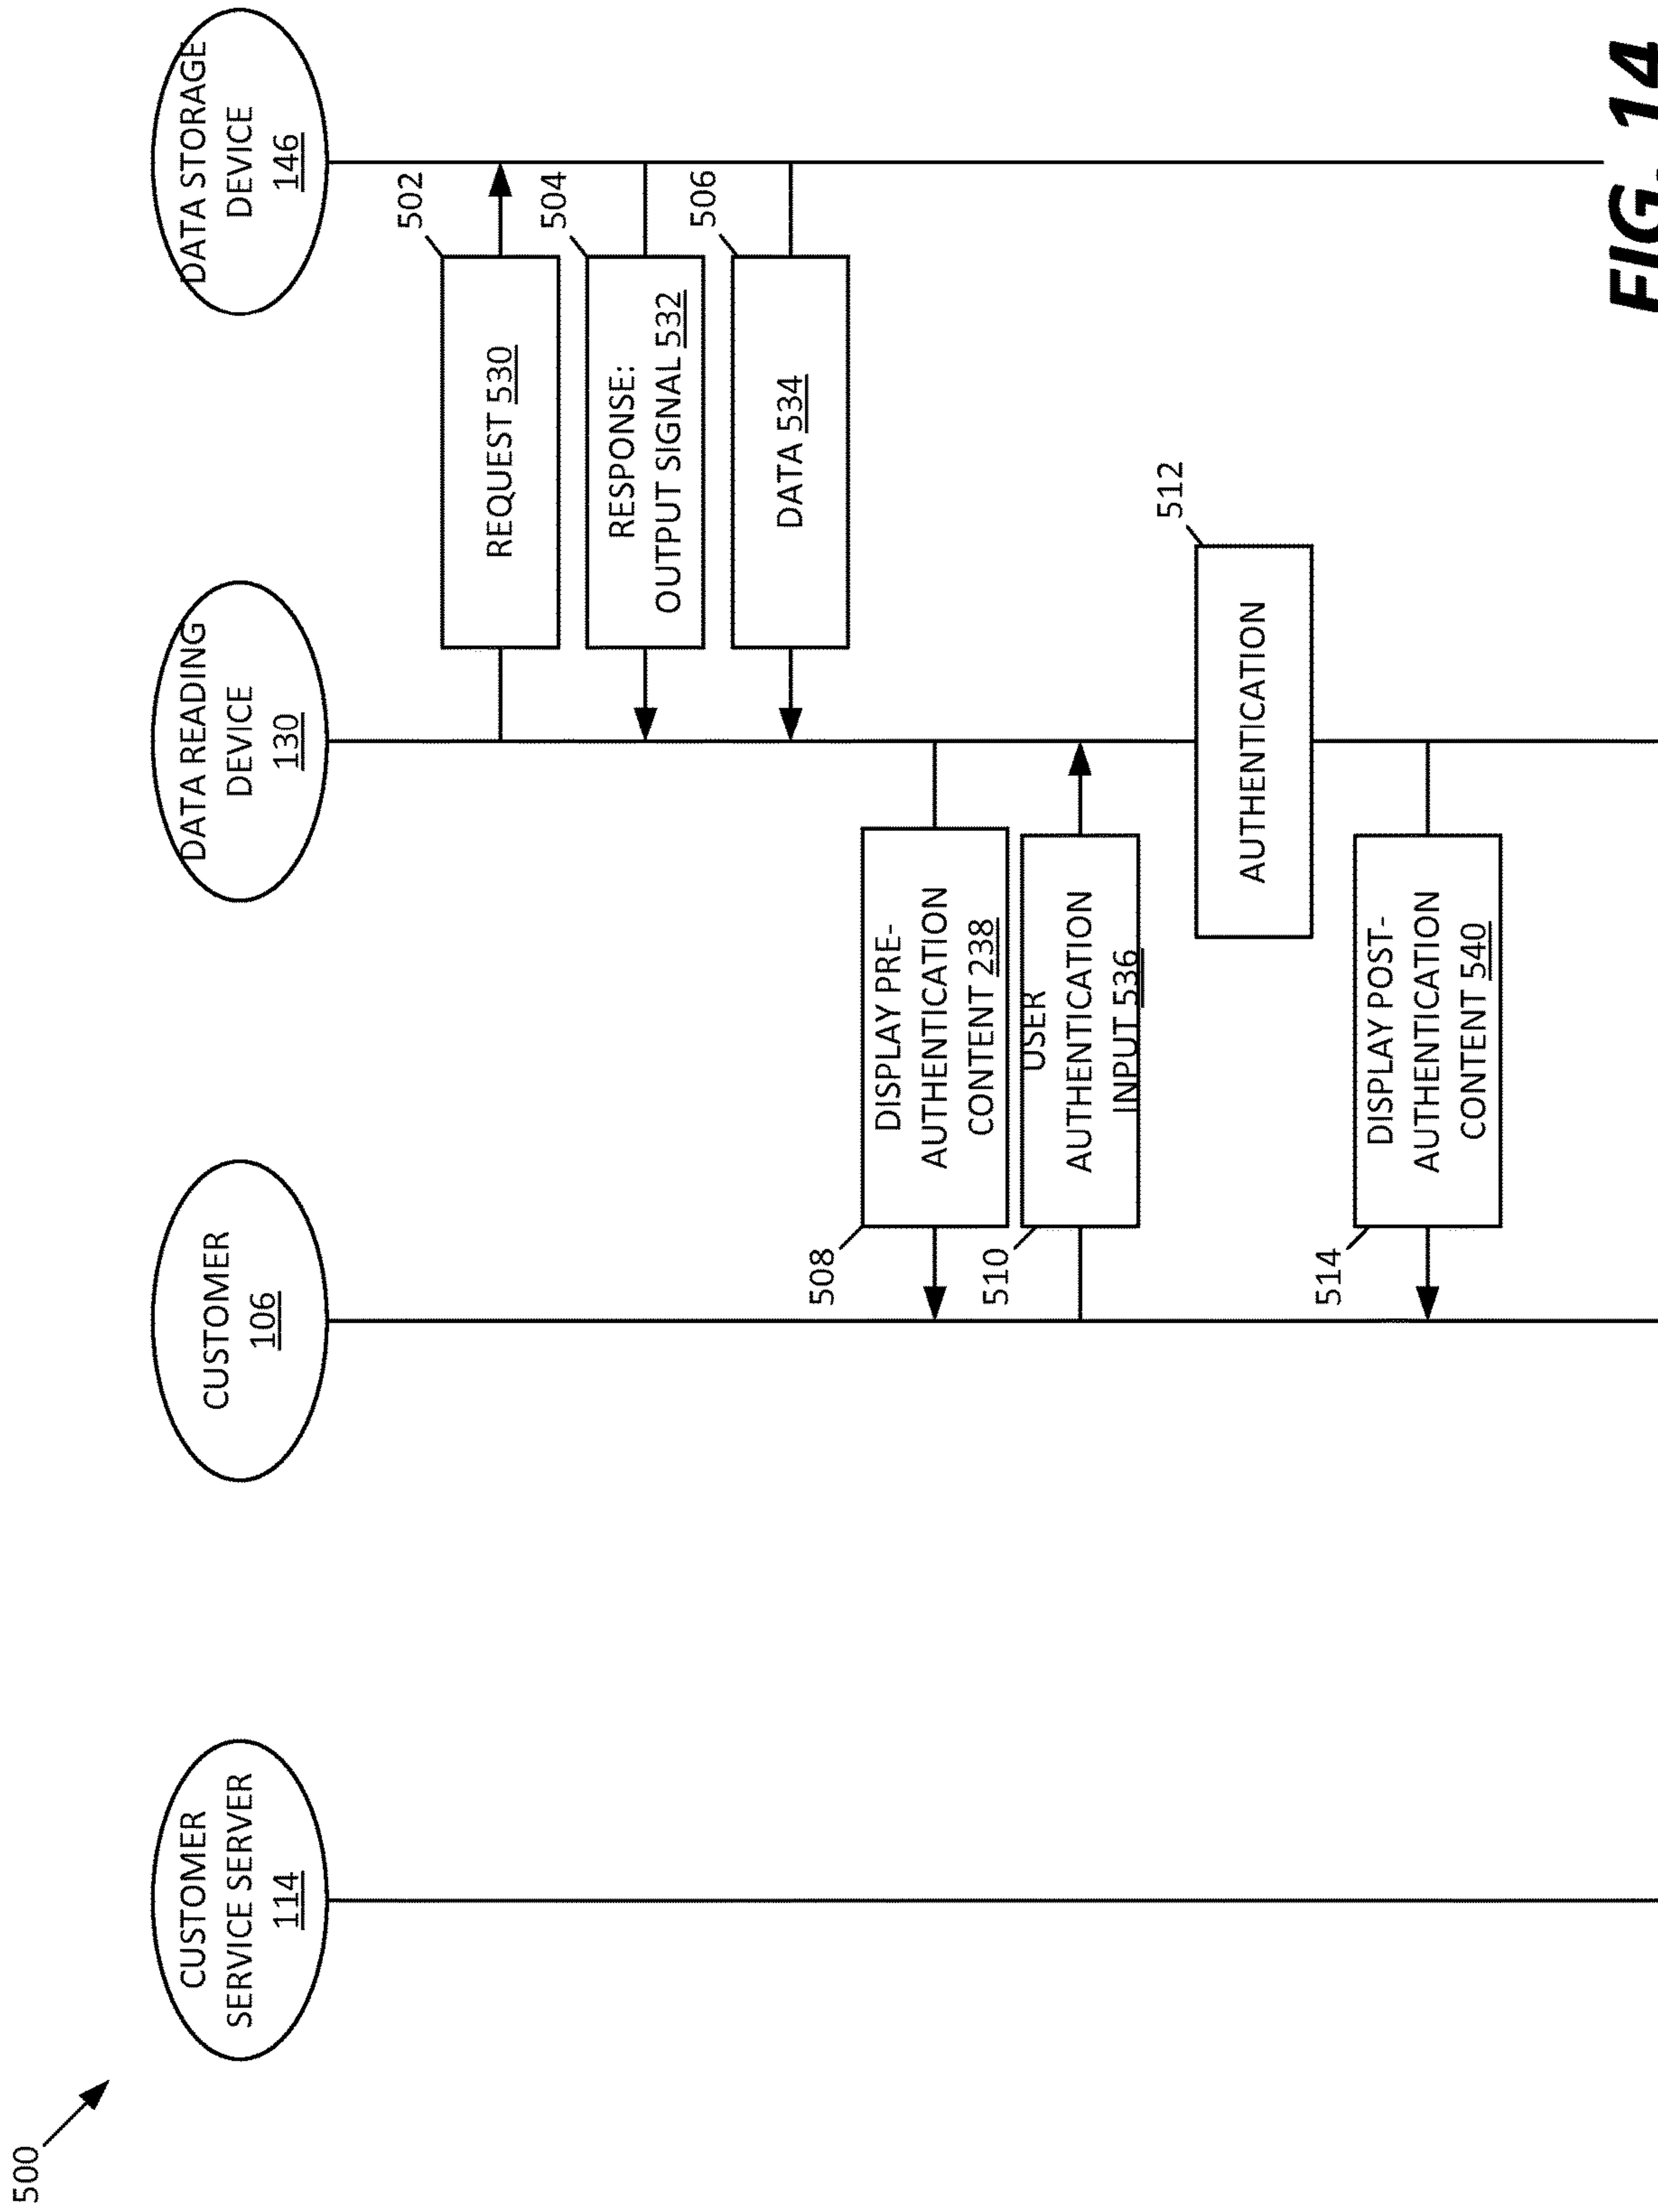 500
CUSTOMER
SERVICE SERVER
114
CUSTOMER
106
DATA READING
DEVICE
130
DATA STORAGE
DEVICE
146
502
REQUEST 530
504
RESPONSE:
OUTPUT SIGNAL 532
506
DATA 534
508
DISPLAY PRE-
AUTHENTICATION
CONTENT 238
510
USER
AUTHENTICATION
INPUT 536
512
AUTHENTICATION
514
DISPLAY POST-
AUTHENTICATION
CONTENT 540
FIG. 14